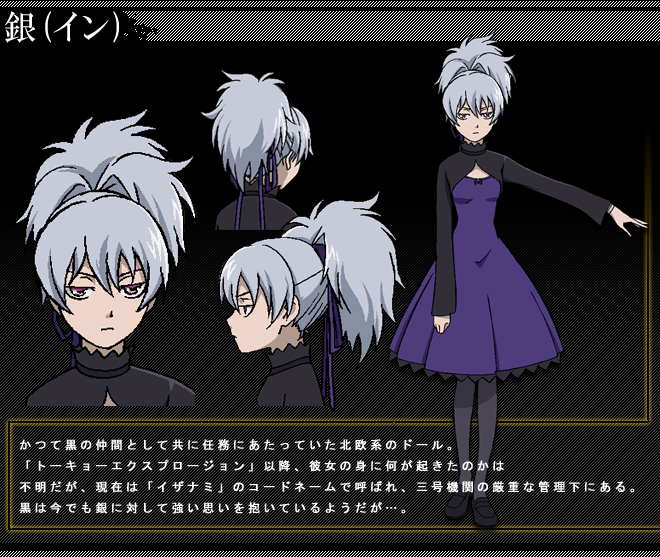 銀(イン)
かつて黒の仲間として共に任務にあたっていた北欧系のドール。
「トーキョーエクスプロージョン」以降、彼女の身に何が起きたのかは
不明だが、現在は「イザナミ」のコードネームで呼ばれ、三号機関の厳重な管理下にある。
黒は今でも銀に対して強い思いを抱いているようだが…。